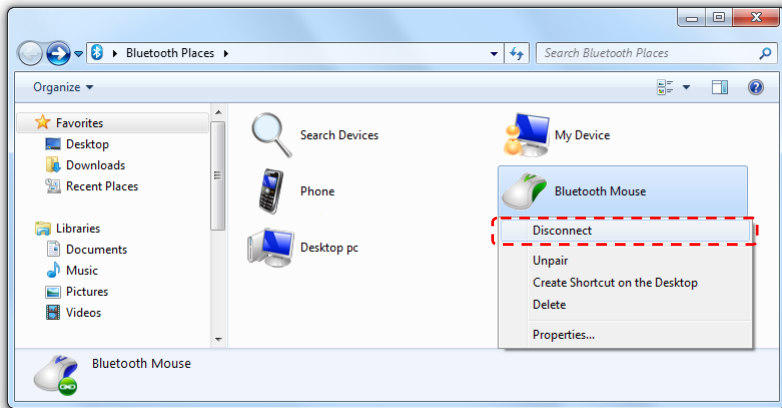 Bluetooth Places
Search Bluetooth Places
Organize
Favorites
Desktop
Downloads
Recent Places
Libraries
Documents
Music
Pictures
Videos
Search Devices
My Device
Phone
Bluetooth Mouse
Desktop pc
Disconnect
Unpair
Create Shortcut on the Desktop
Delete
Properties...
Bluetooth Mouse